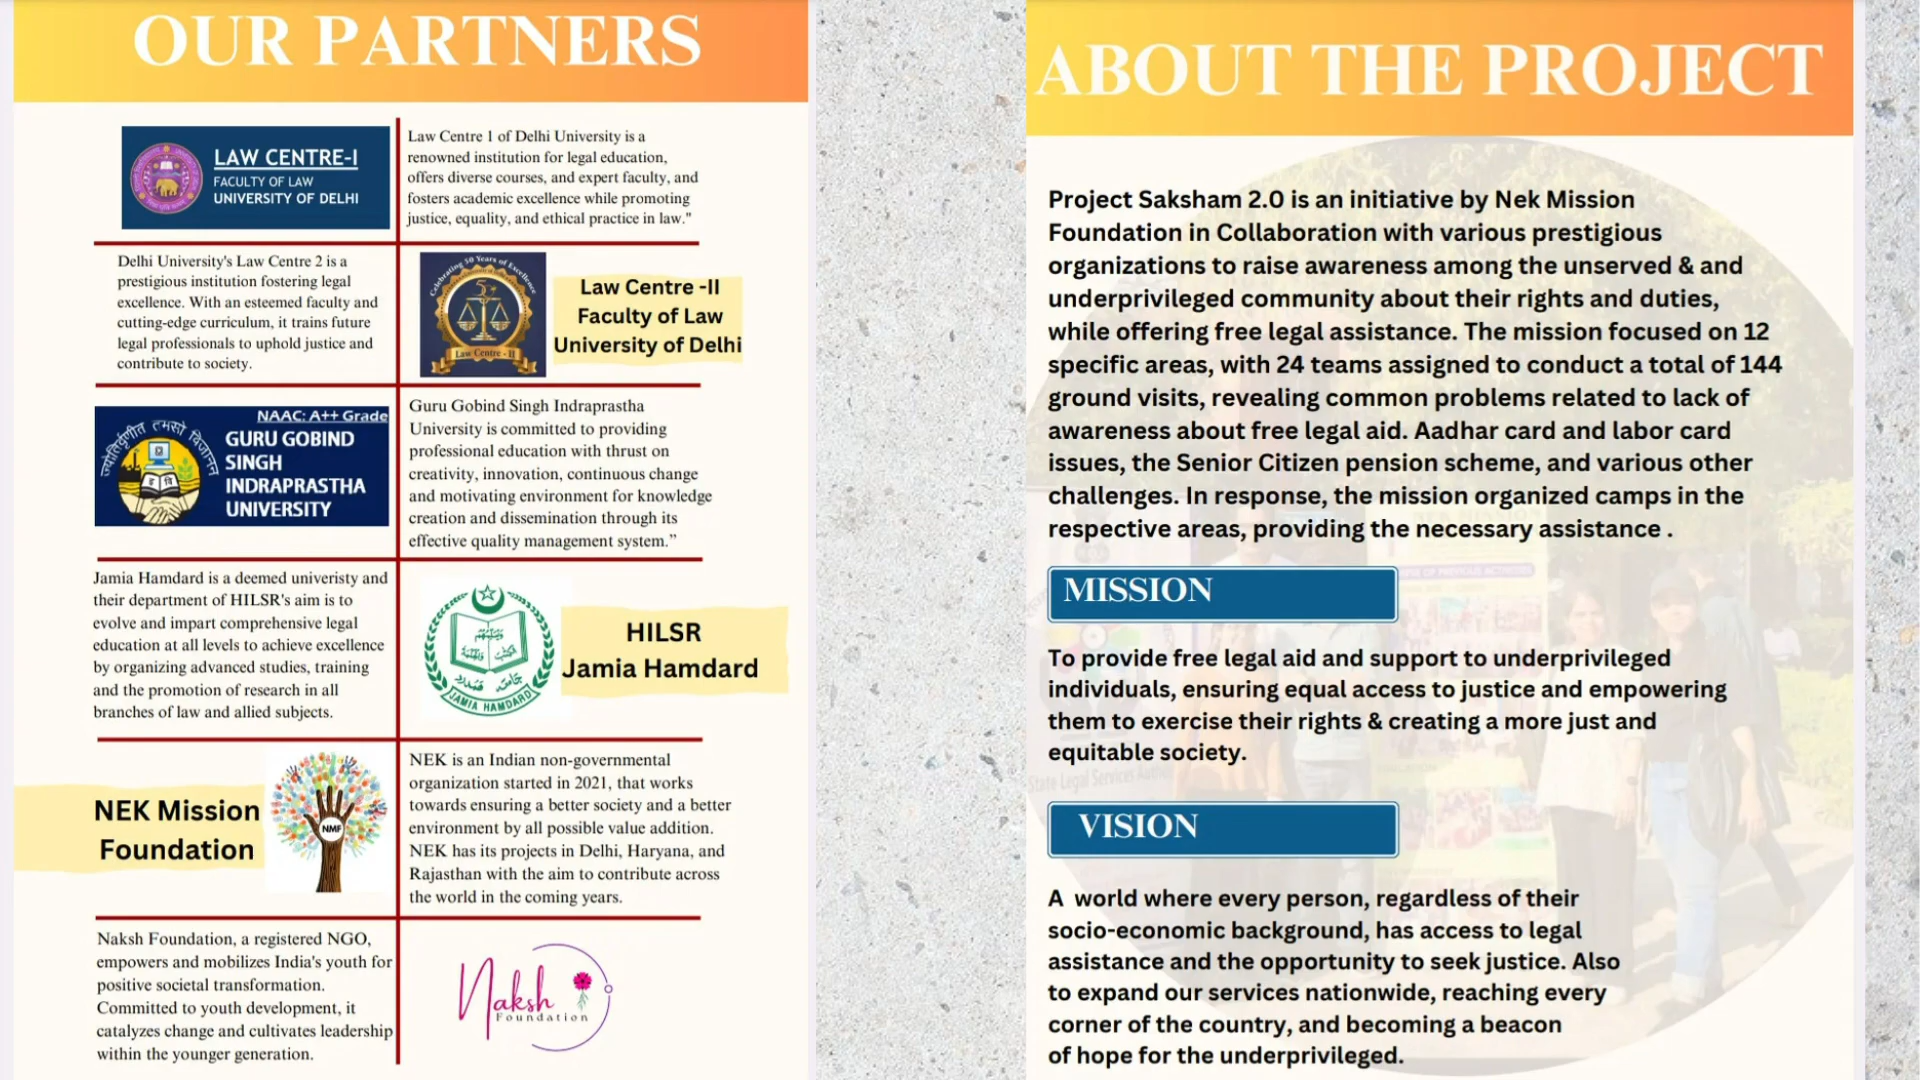 OUR PARTNERS
LAW CENTRE-I
FACULTY OF LAW
UNIVERSITY OF DELHI
Law Centre 1 of Delhi University is a
renowned institution for legal education,
offers diverse courses, and expert faculty, and
fosters academic excellence while promoting
justice, equality, and ethical practice in law."
Delhi University's Law Centre 2 is a
prestigious institution fostering legal
excellence. With an esteemed faculty and
cutting-edge curriculum, it trains future
legal professionals to uphold justice and
contribute to society.
Celebrating 50 Years of Excellence
Law Centre - II
Law Centre -II
Faculty of Law
University of Delhi
NAAC: A++ Grade
ज्योतिर्वृणीत तमसो विजानन
GURU GOBIND
SINGH
INDRAPRASTHA
UNIVERSITY
Guru Gobind Singh Indraprastha
University is committed to providing
professional education with thrust on
creativity, innovation, continuous change
and motivating environment for knowledge
creation and dissemination through its
effective quality management system.”
Jamia Hamdard is a deemed univeristy and
their department of HILSR's aim is to
evolve and impart comprehensive legal
education at all levels to achieve excellence
by organizing advanced studies, training
and the promotion of research in all
branches of law and allied subjects.
JAMIA HAMDARD
HILSR
Jamia Hamdard
NEK Mission
Foundation
NMF
NEK is an Indian non-governmental
organization started in 2021, that works
towards ensuring a better society and a better
environment by all possible value addition.
NEK has its projects in Delhi, Haryana, and
Rajasthan with the aim to contribute across
the world in the coming years.
Naksh Foundation, a registered NGO,
empowers and mobilizes India's youth for
positive societal transformation.
Committed to youth development, it
catalyzes change and cultivates leadership
within the younger generation.
Naksh
Foundation
ABOUT THE PROJECT
Project Saksham 2.0 is an initiative by Nek Mission
Foundation in Collaboration with various prestigious
organizations to raise awareness among the unserved & and
underprivileged community about their rights and duties,
while offering free legal assistance. The mission focused on 12
specific areas, with 24 teams assigned to conduct a total of 144
ground visits, revealing common problems related to lack of
awareness about free legal aid. Aadhar card and labor card
issues, the Senior Citizen pension scheme, and various other
challenges. In response, the mission organized camps in the
respective areas, providing the necessary assistance .
MISSION
To provide free legal aid and support to underprivileged
individuals, ensuring equal access to justice and empowering
them to exercise their rights & creating a more just and
equitable society.
State Legal Services
VISION
A world where every person, regardless of their
socio-economic background, has access to legal
assistance and the opportunity to seek justice. Also
to expand our services nationwide, reaching every
corner of the country, and becoming a beacon
of hope for the underprivileged.